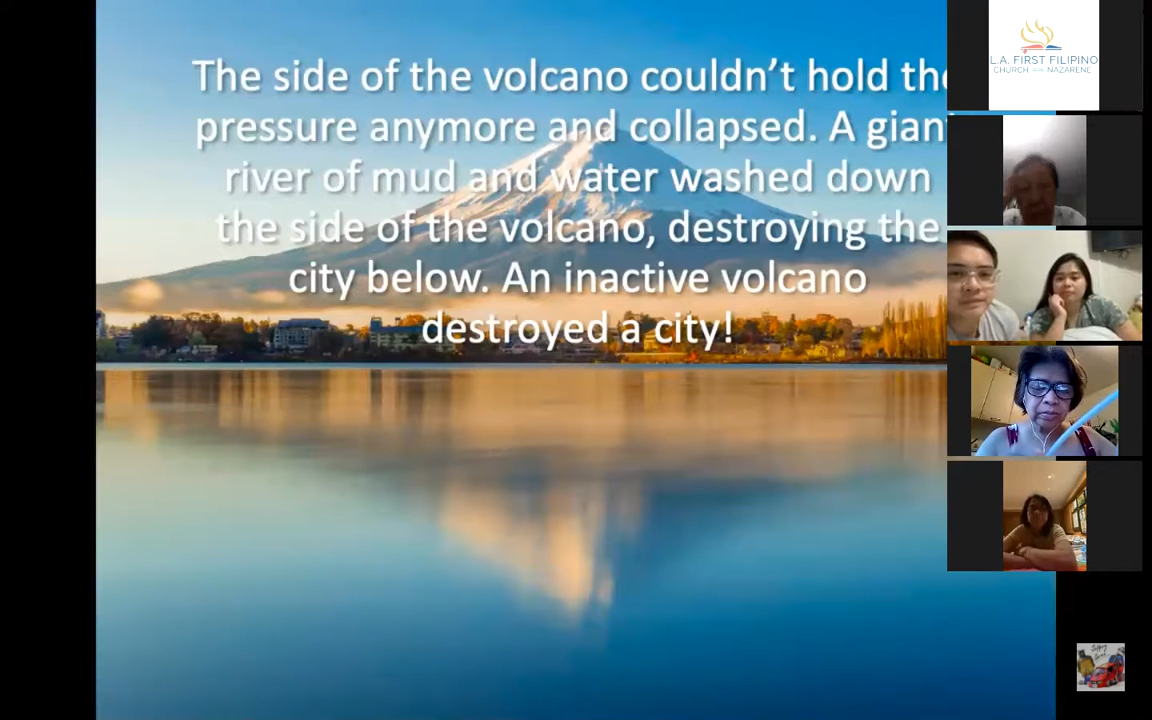 The side of the volcano couldn't hold the
pressure anymore and collapsed. A giant
river of mud and water washed down
the side of the volcano, destroying the
city below. An inactive volcano
destroyed a city!
L.A. FIRST FILIPINO
CHURCH OF THE NAZARENE